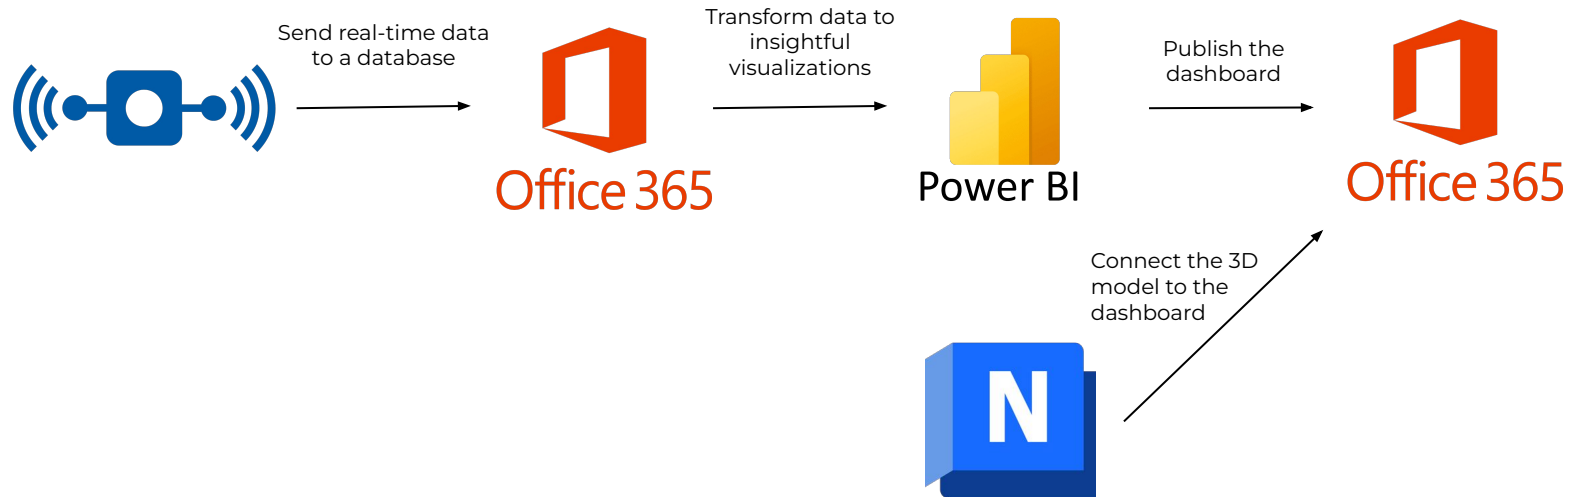 Send real-time data
to a database
Office 365
Transform data to
insightful
visualizations
Power BI
Publish the
dashboard
Office 365
Connect the 3D
model to the
dashboard
N